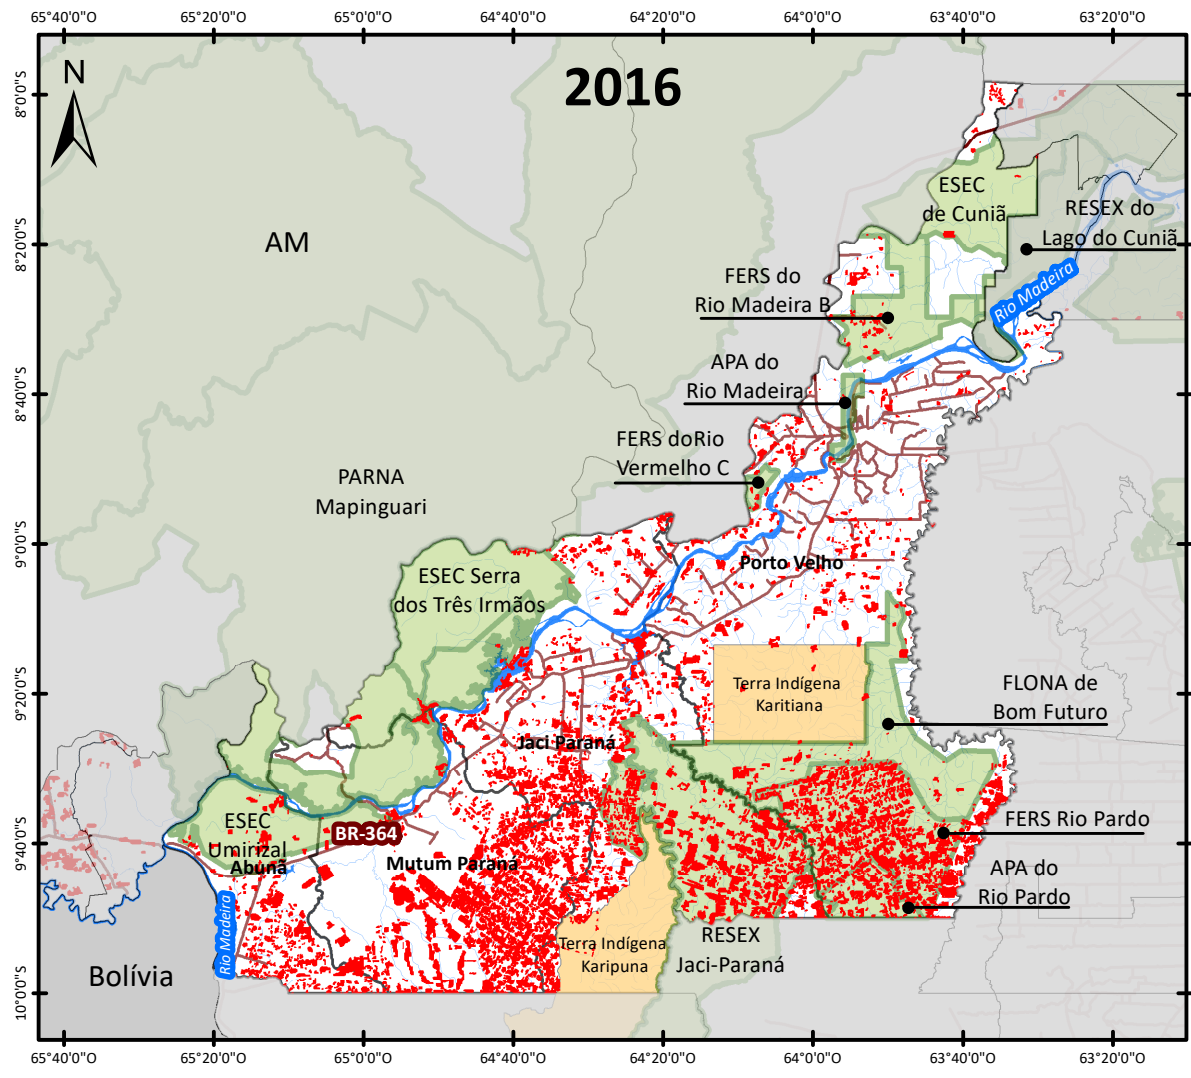 65°40'0"O 65°20'0"O 65°0'0"O 64°40'0"O 64°20'0"O 64°0'0"O 63°40'0"O 63°20'0"O
2016
N
8°0'0"S
ESEC
de Cuniã
RESEX do
Lago do Cuniã
AM
8°20'0"S
Rio Madeira
FERS do
Rio Madeira B
APA do
Rio Madeira
8°40'0"S
FERS doRio
Vermelho C
PARNA
Mapinguari
9°0'0"S
Porto Velho
ESEC Serra
dos Três Irmãos
9°20'0"S
Terra Indígena
Karitiana
FLONA de
Bom Futuro
Jaci Paraná
ESEC
Umirizal
Abunã
BR-364
Mutum Paraná
9°40'0"S
FERS Rio Pardo
APA do
Rio Pardo
Rio Madeira
Terra Indígena
Karipuna
RESEX
Jaci-Paraná
Bolívia
10°0'0"S
65°40'0"O 65°20'0"O 65°0'0"O 64°40'0"O 64°20'0"O 64°0'0"O 63°40'0"O 63°20'0"O